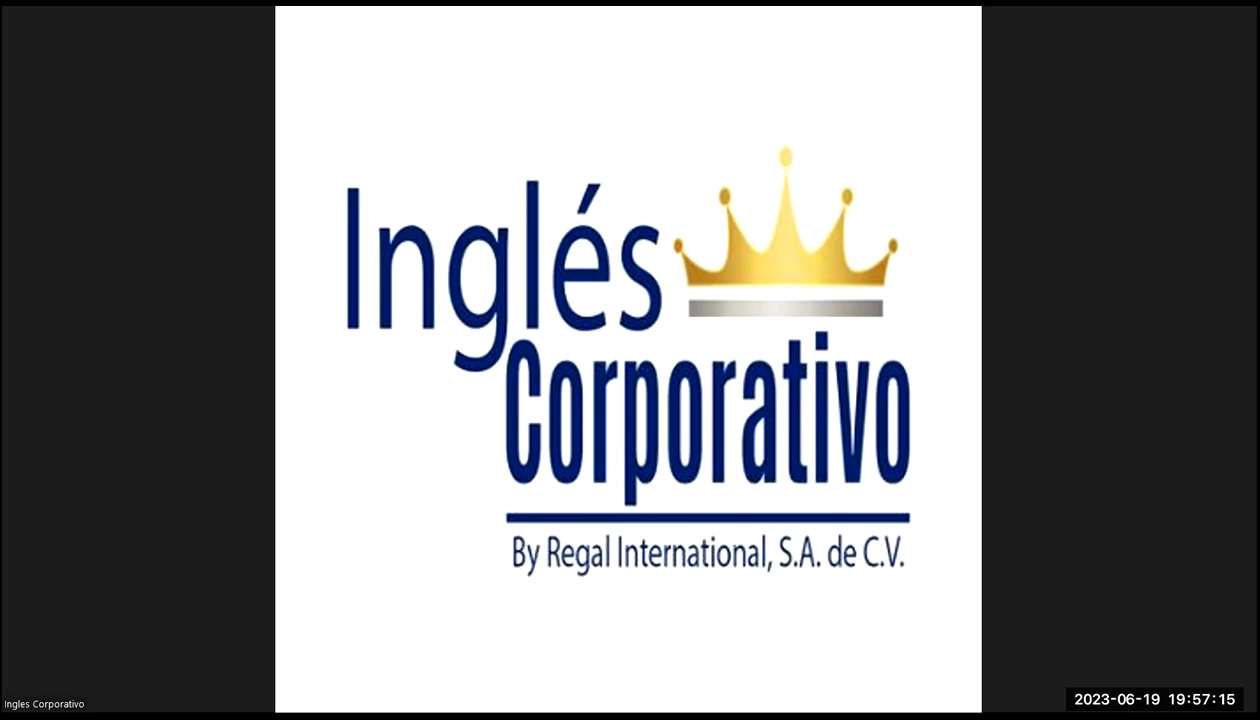 Inglés
Corporativo
By Regal International, S.A. de C.V.
Ingles Corporativo
2023-06-19 19:57:15